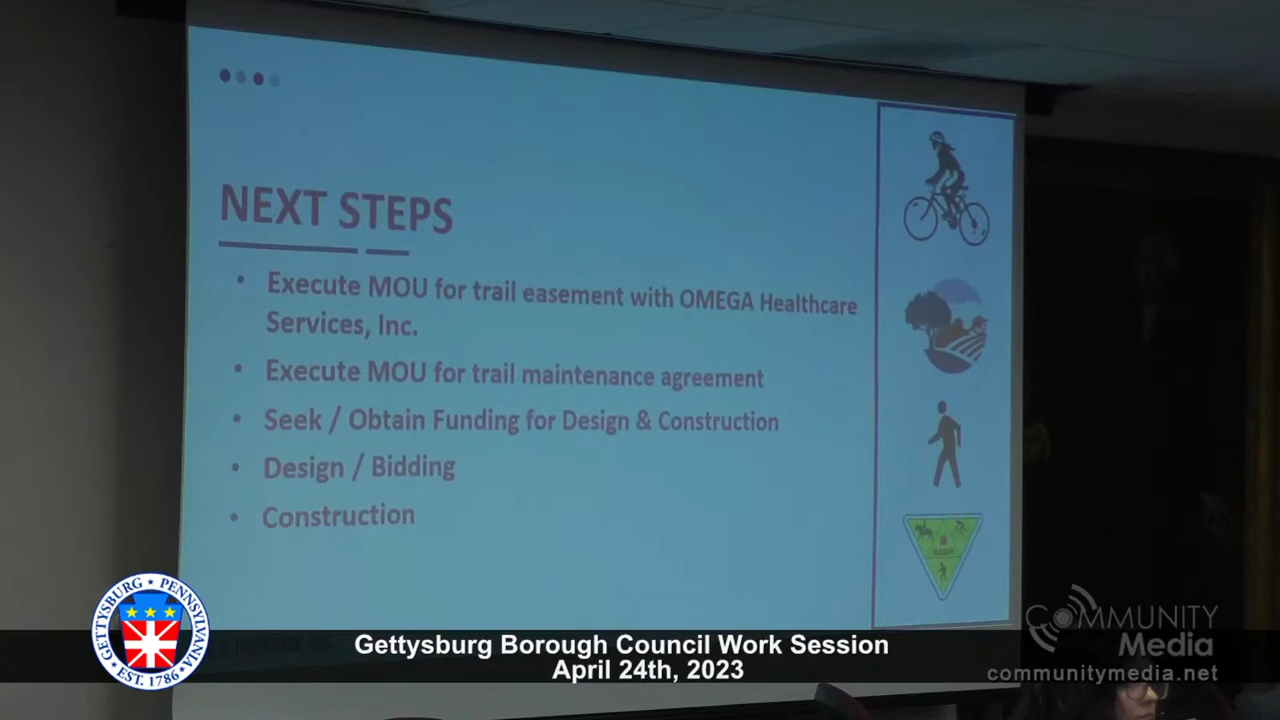 NEXT STEPS
• Execute MOU for trail easement with OMEGA Healthcare
Services, Inc.
• Execute MOU for trail maintenance agreement
• Seek / Obtain Funding for Design & Construction
• Design / Bidding
• Construction
GETTYSBURG ★ PENNSYLVANIA
EST. 1786
Gettysburg Borough Council Work Session
April 24th, 2023
COMMUNITY
Media
communitymedia.net